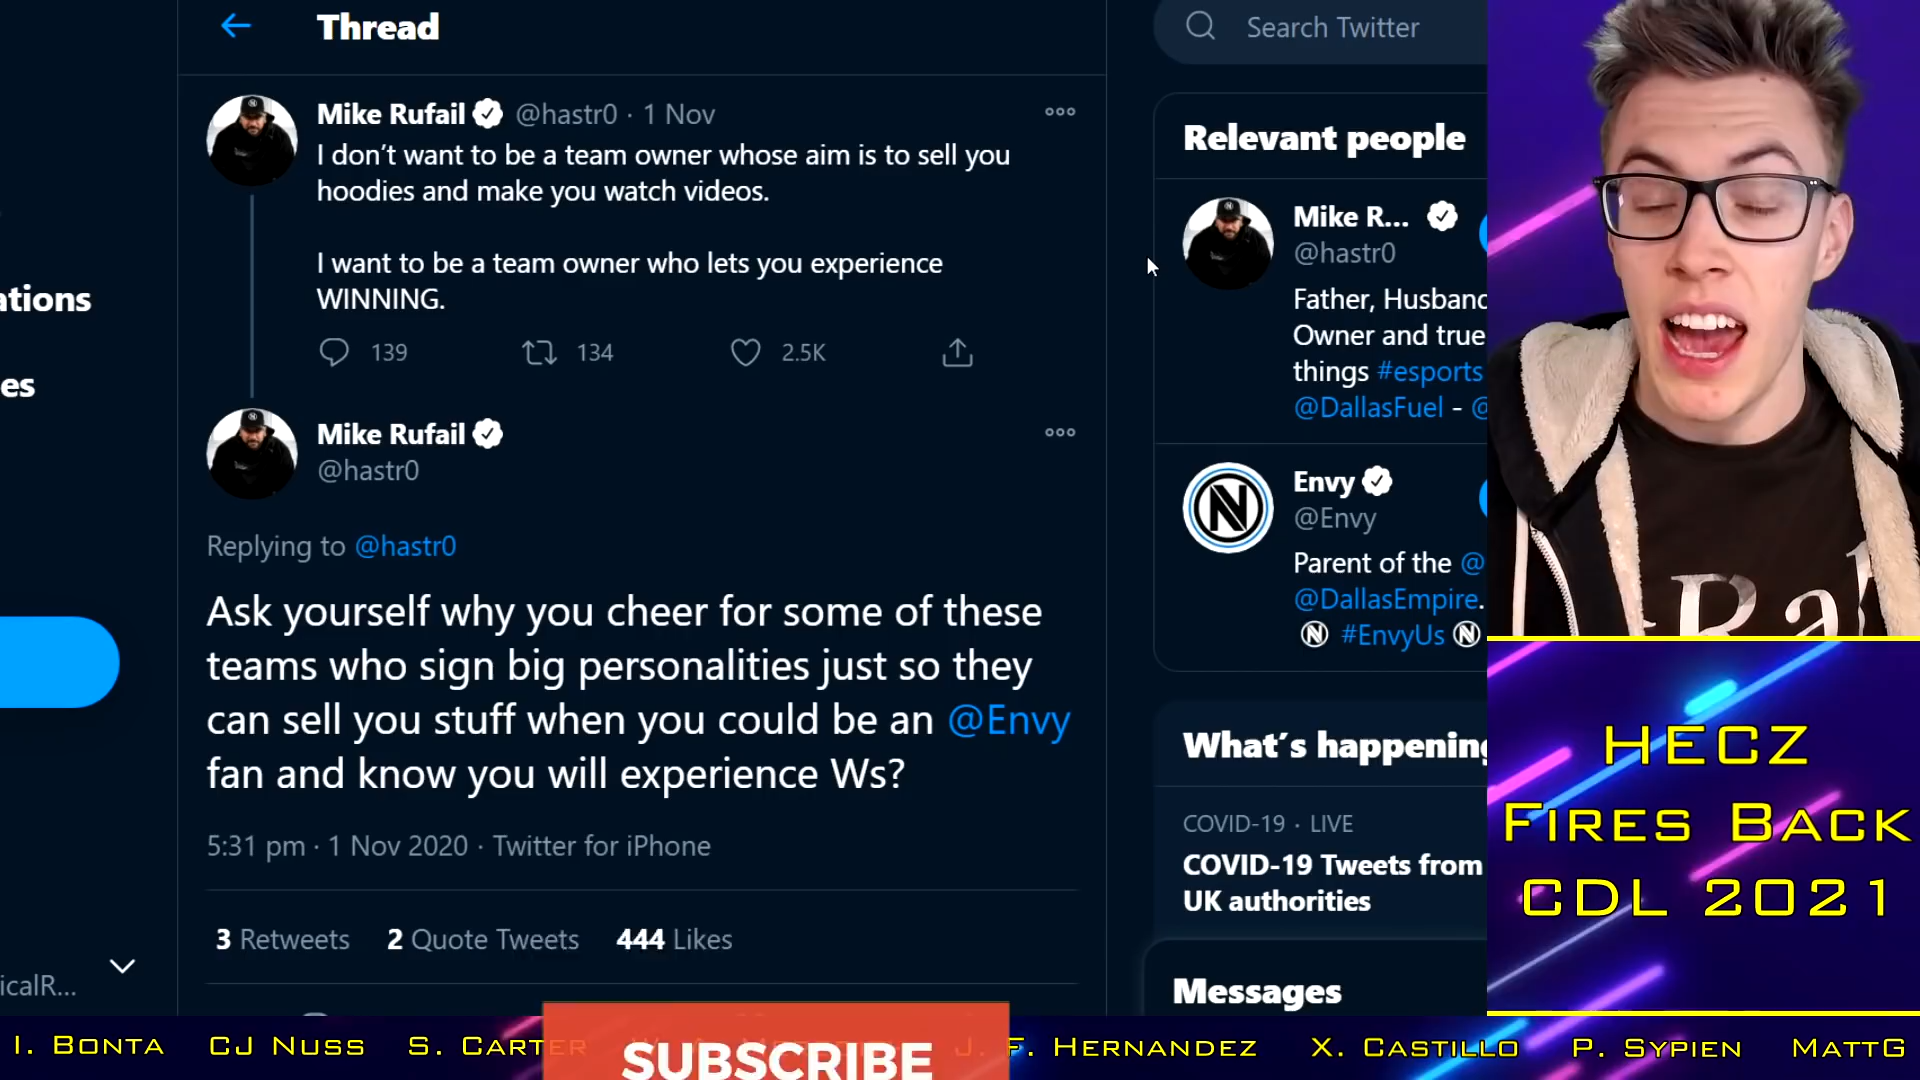 Thread
Search Twitter
Mike Rufail @hastr0 · 1 Nov
I don't want to be a team owner whose aim is to sell you
hoodies and make you watch videos.
I want to be a team owner who lets you experience
WINNING.
139 134 2.5K
Mike Rufail
@hastr0
Replying to @hastr0
Ask yourself why you cheer for some of these
teams who sign big personalities just so they
can sell you stuff when you could be an @Envy
fan and know you will experience Ws?
5:31 pm · 1 Nov 2020 · Twitter for iPhone
3 Retweets 2 Quote Tweets 444 Likes
ations
es
icalR...
Relevant people
Mike R...
@hastr0
Father, Husband
Owner and true
things #esports
@DallasFuel - @
Envy
@Envy
Parent of the @
@DallasEmpire.
#EnvyUs
What's happening
COVID-19 · LIVE
COVID-19 Tweets from
UK authorities
Messages
HECZ
FIRES BACK
CDL 2021
I. BONTA CJ NUSS S. CARTER J. F. HERNANDEZ X. CASTILLO P. SYPIEN MATTG
SUBSCRIBE